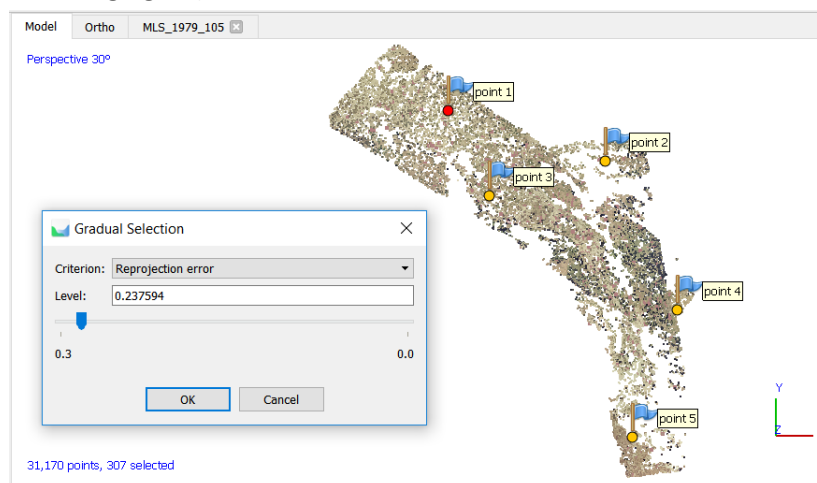 Model Ortho MLS_1979_105
Perspective 30°
point 1
point 2
point 3
Gradual Selection
Criterion: Reprojection error
Level: 0.237594
0.3 0.0
OK Cancel
point 4
point 5
Y
Z
31,170 points, 307 selected